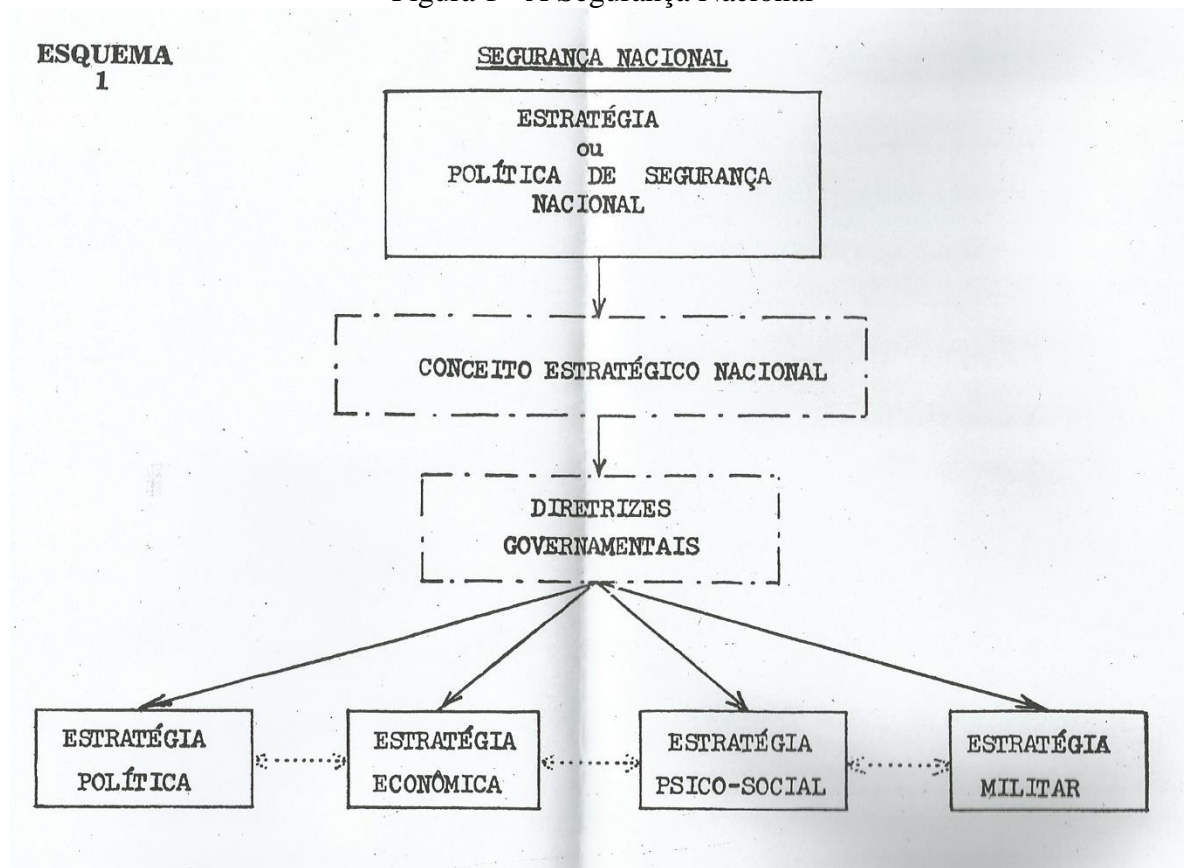 Figura 1 - A Segurança Nacional
ESQUEMA
1
SEGURANÇA NACIONAL
ESTRATÉGIA
ou
POLÍTICA DE SEGURANÇA
NACIONAL
CONCEITO ESTRATÉGICO NACIONAL
DIRETRIZES
GOVERNAMENTAIS
ESTRATÉGIA
POLÍTICA
ESTRATÉGIA
ECONÔMICA
ESTRATÉGIA
PSICO-SOCIAL
ESTRATÉGIA
MILITAR